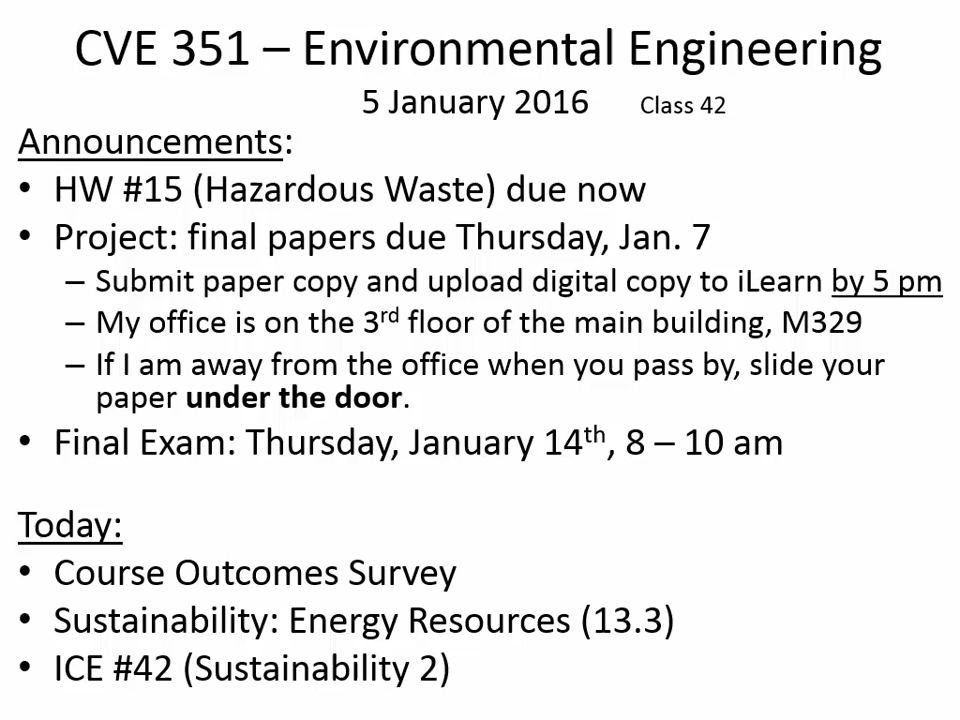 CVE 351 – Environmental Engineering
5 January 2016 Class 42
Announcements:
• HW #15 (Hazardous Waste) due now
• Project: final papers due Thursday, Jan. 7
– Submit paper copy and upload digital copy to iLearn by 5 pm
– My office is on the 3rd floor of the main building, M329
– If I am away from the office when you pass by, slide your
paper under the door.
• Final Exam: Thursday, January 14th, 8 – 10 am
Today:
• Course Outcomes Survey
• Sustainability: Energy Resources (13.3)
• ICE #42 (Sustainability 2)